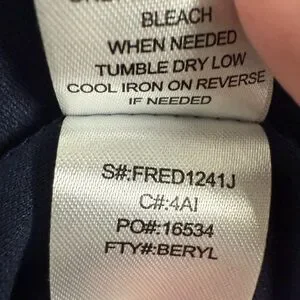 BLEACH
WHEN NEEDED
TUMBLE DRY LOW
COOL IRON ON REVERSE
IF NEEDED
S#:FRED1241J
C#:4AI
PO#:16534
FTY#:BERYL